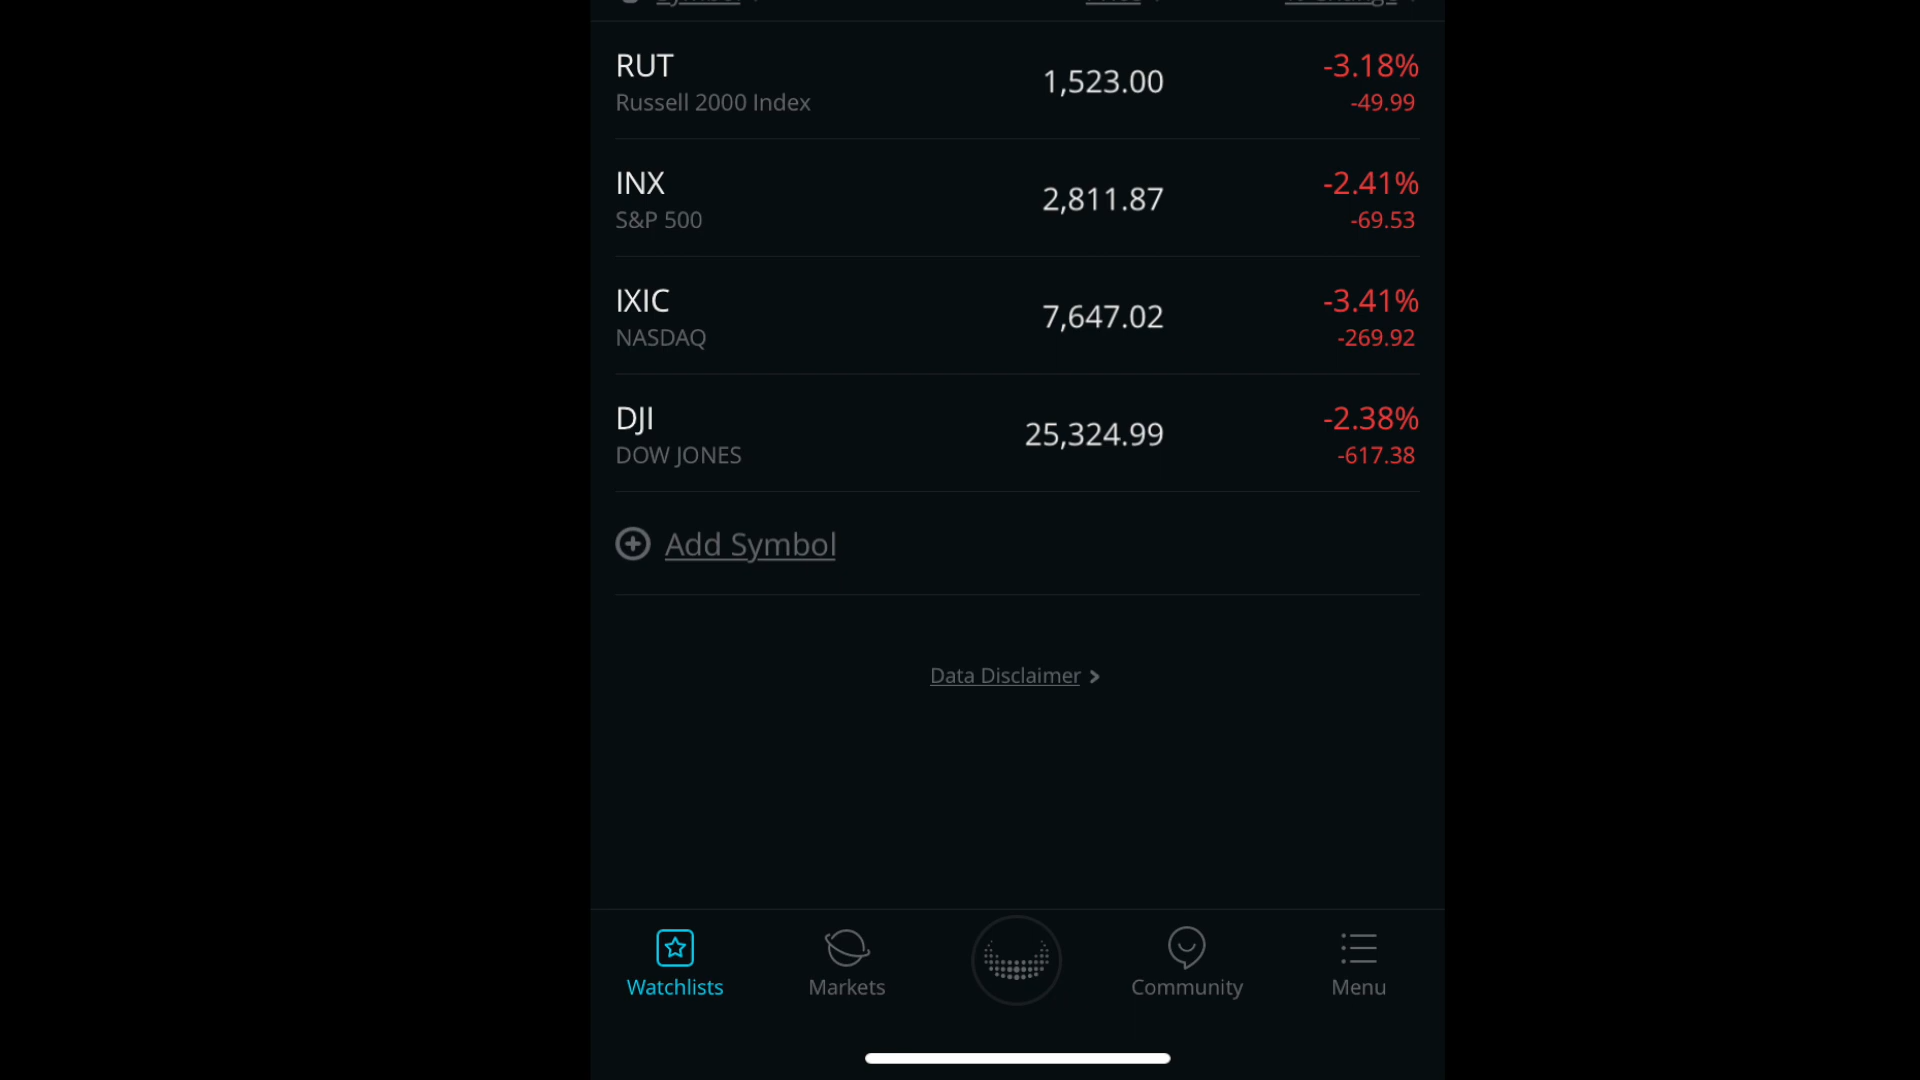 RUT
1,523.00
-3.18%
Russell 2000 Index
-49.99
INX
2,811.87
-2.41%
S&P 500
-69.53
IXIC
7,647.02
-3.41%
NASDAQ
-269.92
DJI
25,324.99
-2.38%
DOW JONES
-617.38
Add Symbol
Data Disclaimer
Watchlists
Markets
Community
Menu